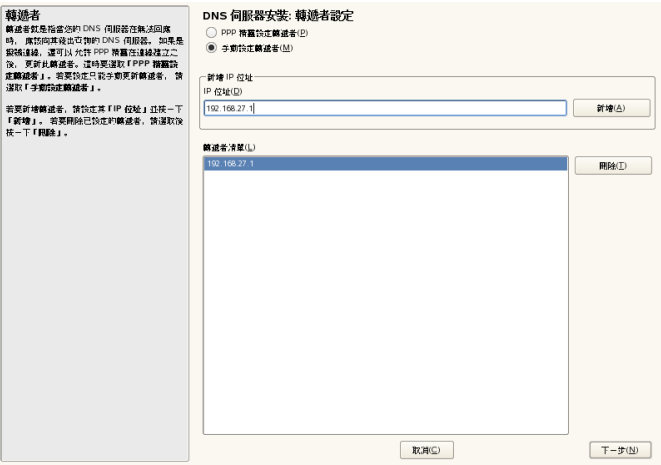 轉遞者
轉遞者就是指當您的 DNS 伺服器在無法回應
時， 應該向其發出查詢的 DNS 伺服器。 如果是
撥號連線，還可以 允許 PPP 精靈在連線建立之
後， 更新此轉遞者。這時要選取「PPP 精靈設
定轉遞者」。若要設定只能手動更新轉遞者， 請
選取「手動設定轉遞者」。
若要新增轉遞者，請設定其「IP 位址」並按一下
「新增」。 若要刪除已設定的轉遞者，請選取後
按一下「刪除」。
DNS 伺服器安裝: 轉遞者設定
PPP 精靈設定轉遞者(P)
手動設定轉遞者(M)
新增 IP 位址
IP 位址(D)
192.168.27.1
新增(A)
轉遞者清單(L)
192.168.27.1
刪除(T)
取消(C)
下一步(N)